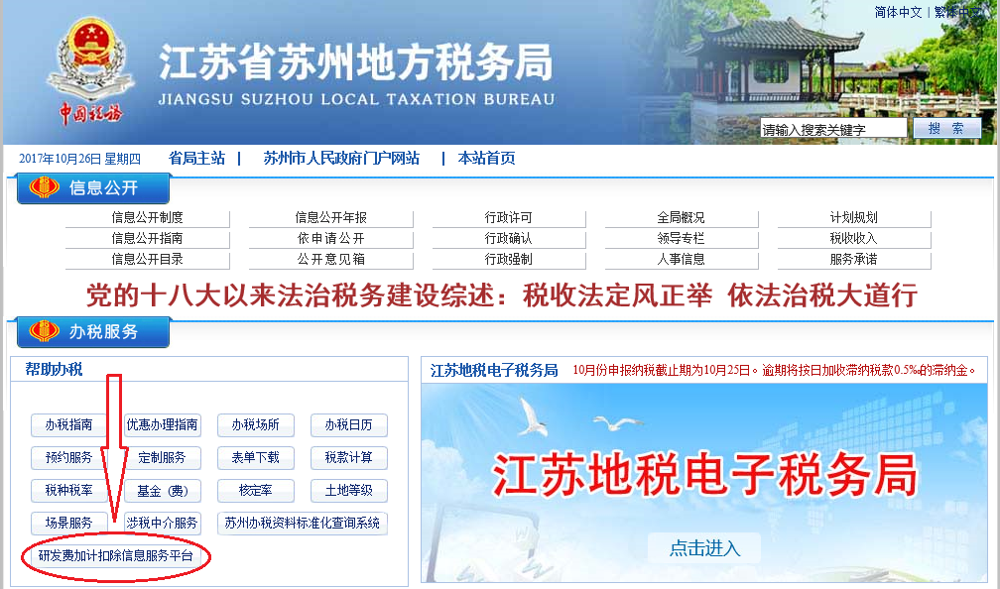 简体中文 | 繁体中文
中国税务
江苏省苏州地方税务局
JIANGSU SUZHOU LOCAL TAXATION BUREAU
请输入搜索关键字 搜 索
2017年10月26日 星期四 省局主站 | 苏州市人民政府门户网站 | 本站首页
信息公开
信息公开制度 信息公开年报 行政许可 全局概况 计划规划
信息公开指南 依申请公开 行政确认 领导专栏 税收收入
信息公开目录 公开意见箱 行政强制 人事信息 服务承诺
党的十八大以来法治税务建设综述：税收法定风正举 依法治税大道行
办税服务
帮助办税
办税指南 优惠办理指南 办税场所 办税日历
预约服务 定制服务 表单下载 税款计算
税种税率 基金（费） 核定率 土地等级
场景服务 涉税中介服务 苏州办税资料标准化查询系统
研发费加计扣除信息服务平台
江苏地税电子税务局 10月份申报纳税截止期为10月25日。逾期将按日加收滞纳税款0.5‰的滞纳金。
江苏地税电子税务局
点击进入